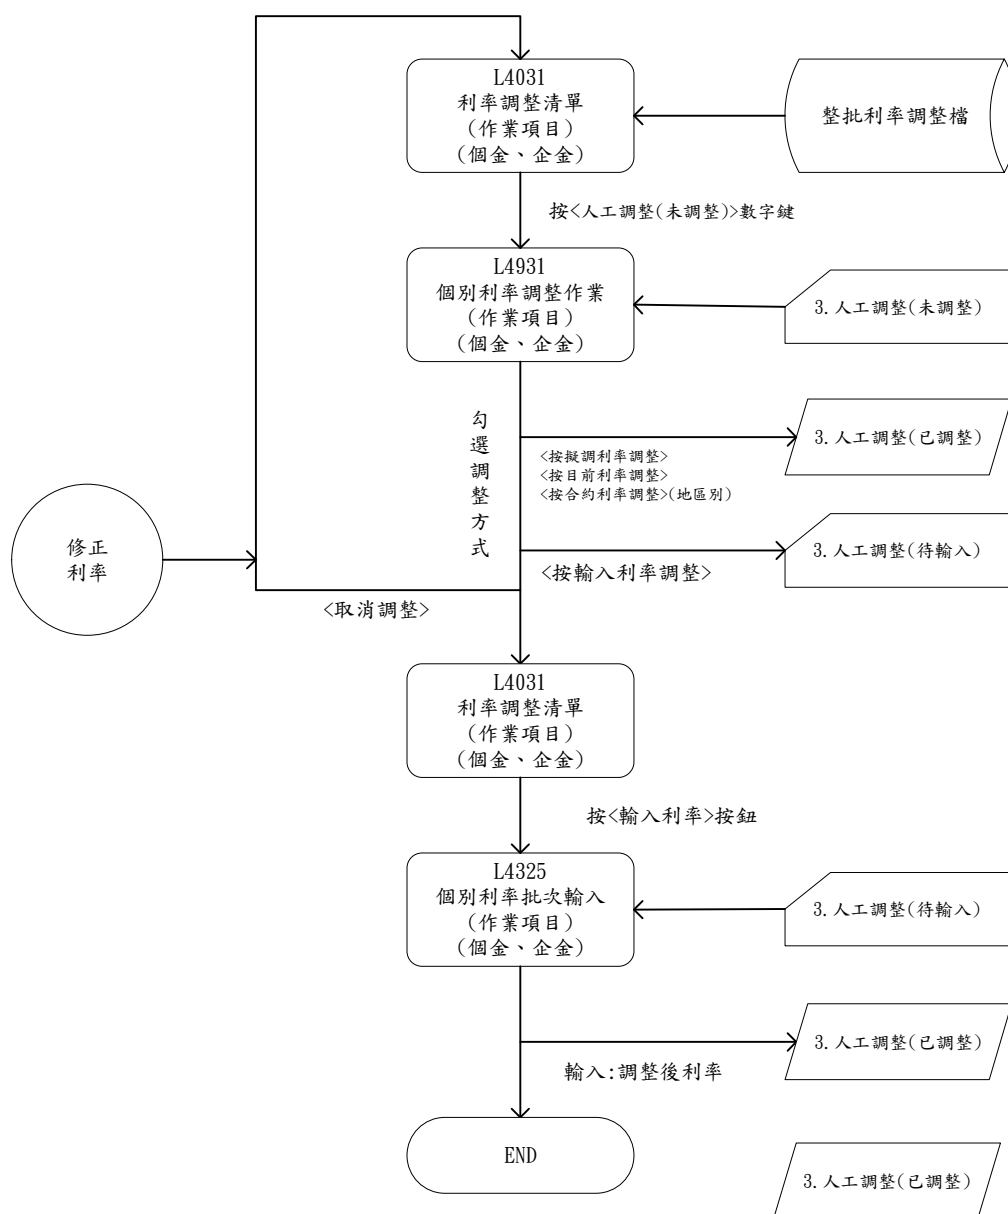 L4031
利率調整清單
(作業項目)
(個金、企金)
整批利率調整檔
按<人工調整(未調整)>數字鍵
L4931
個別利率調整作業
(作業項目)
(個金、企金)
3.人工調整(未調整)
勾選調整方式
3.人工調整(已調整)
<按擬調利率調整>
<按目前利率調整>
<按合約利率調整>(地區別)
修正
利率
3.人工調整(待輸入)
<按輸入利率調整>
<取消調整>
L4031
利率調整清單
(作業項目)
(個金、企金)
按<輸入利率>按鈕
L4325
個別利率批次輸入
(作業項目)
(個金、企金)
3.人工調整(待輸入)
3.人工調整(已調整)
輸入:調整後利率
END
3.人工調整(已調整)